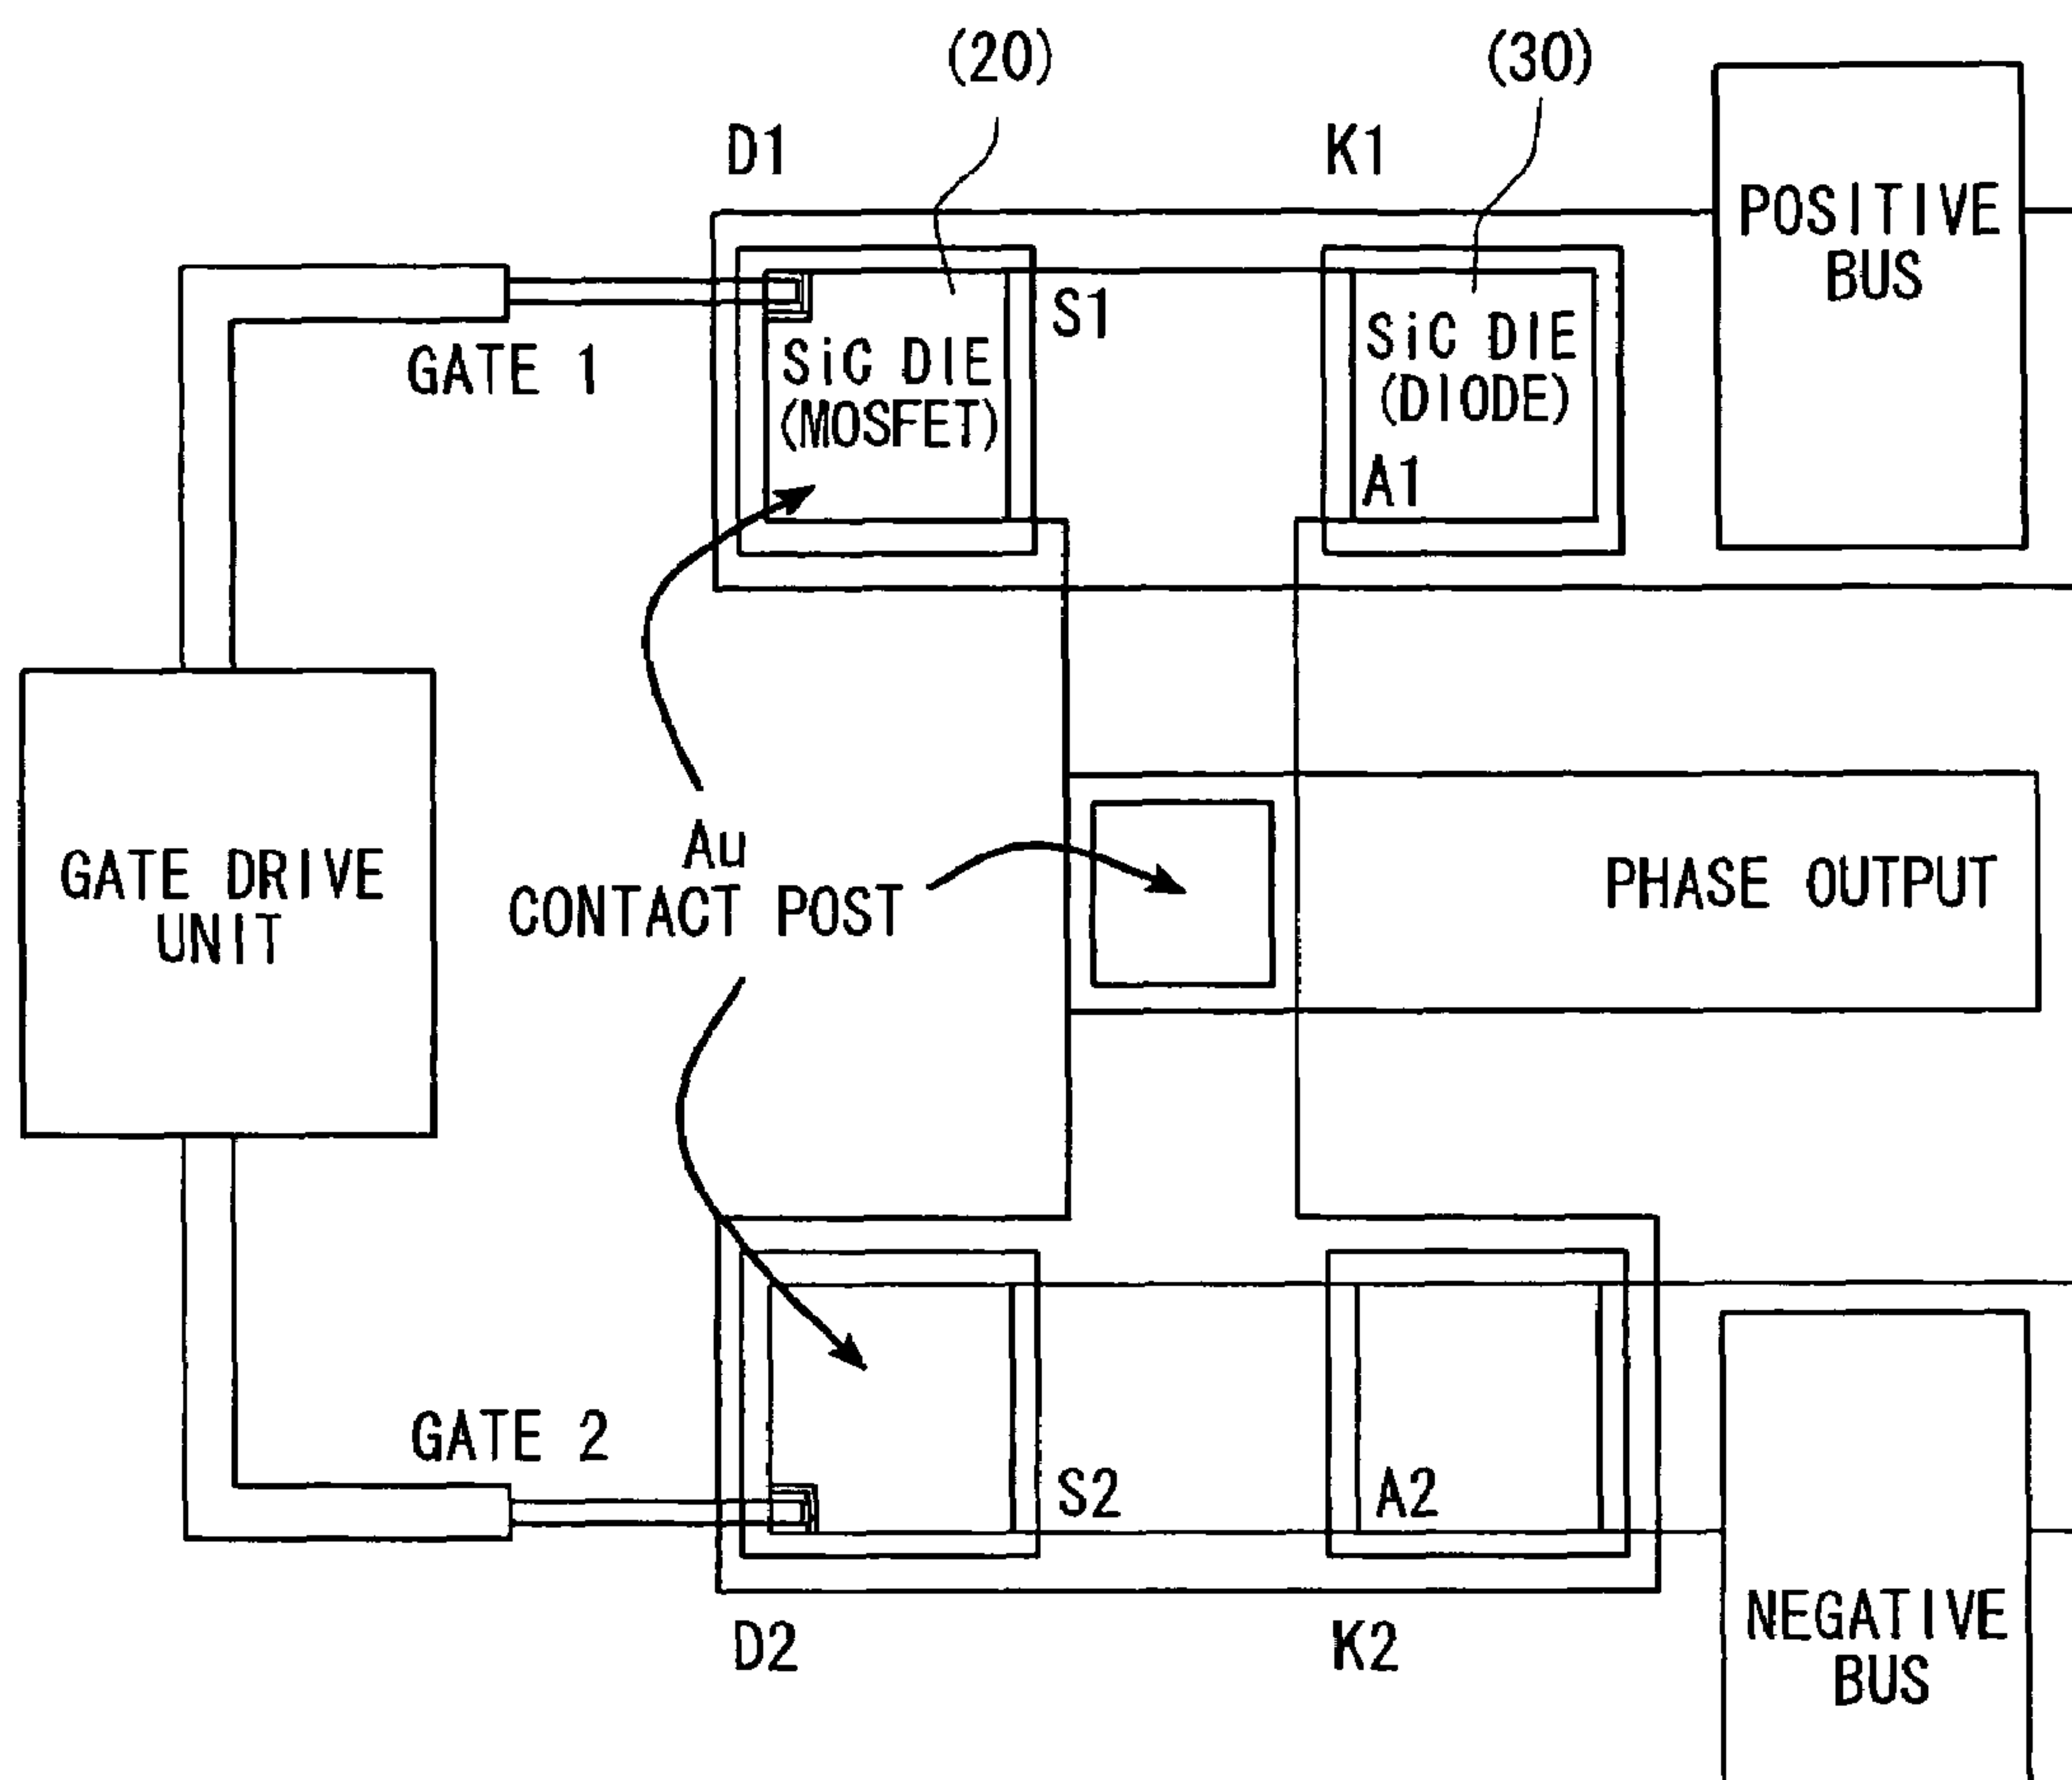 (20)
(30)
D1
K1
POSITIVE
BUS
S1
GATE 1
SiC DIE
(MOSFET)
SiC DIE
(DIODE)
A1
GATE DRIVE
UNIT
Au
CONTACT POST
PHASE OUTPUT
GATE 2
S2
A2
D2
K2
NEGATIVE
BUS